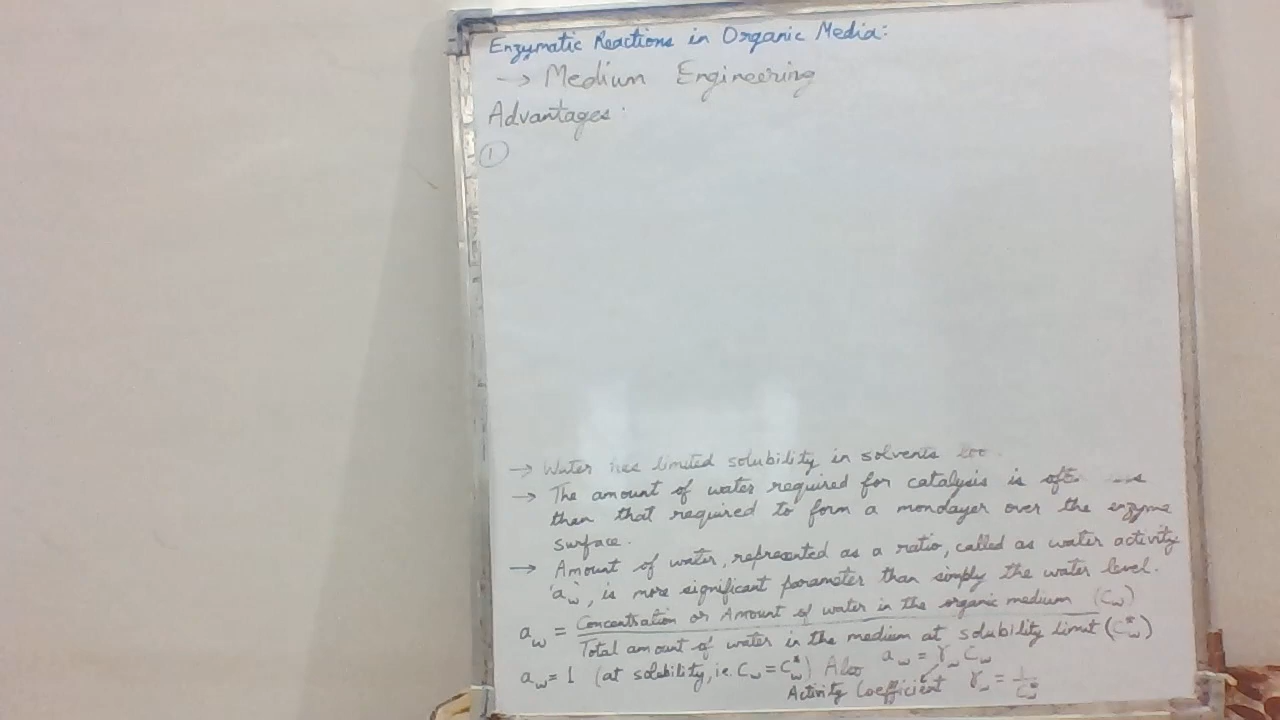 Enzymatic Reactions in Organic Media:
→ Medium Engineering
Advantages:
①
→ Water has limited solubility in solvents too
→ The amount of water required for catalysis is
than that required to form a monolayer over the enzyme
surface.
→ Amount of water, represented as a ratio, called as water activity
'a_w', is more significant parameter than simply the water level.
a_w = Concentration or Amount of water in the organic medium (C_w)
Total amount of water in the medium at solubility limit (C_w^*)
a_w = 1 (at solubility, i.e. C_w = C_w^*) Also a_w = γ_w C_w
Activity Coefficient γ_w = 1/C_w^*